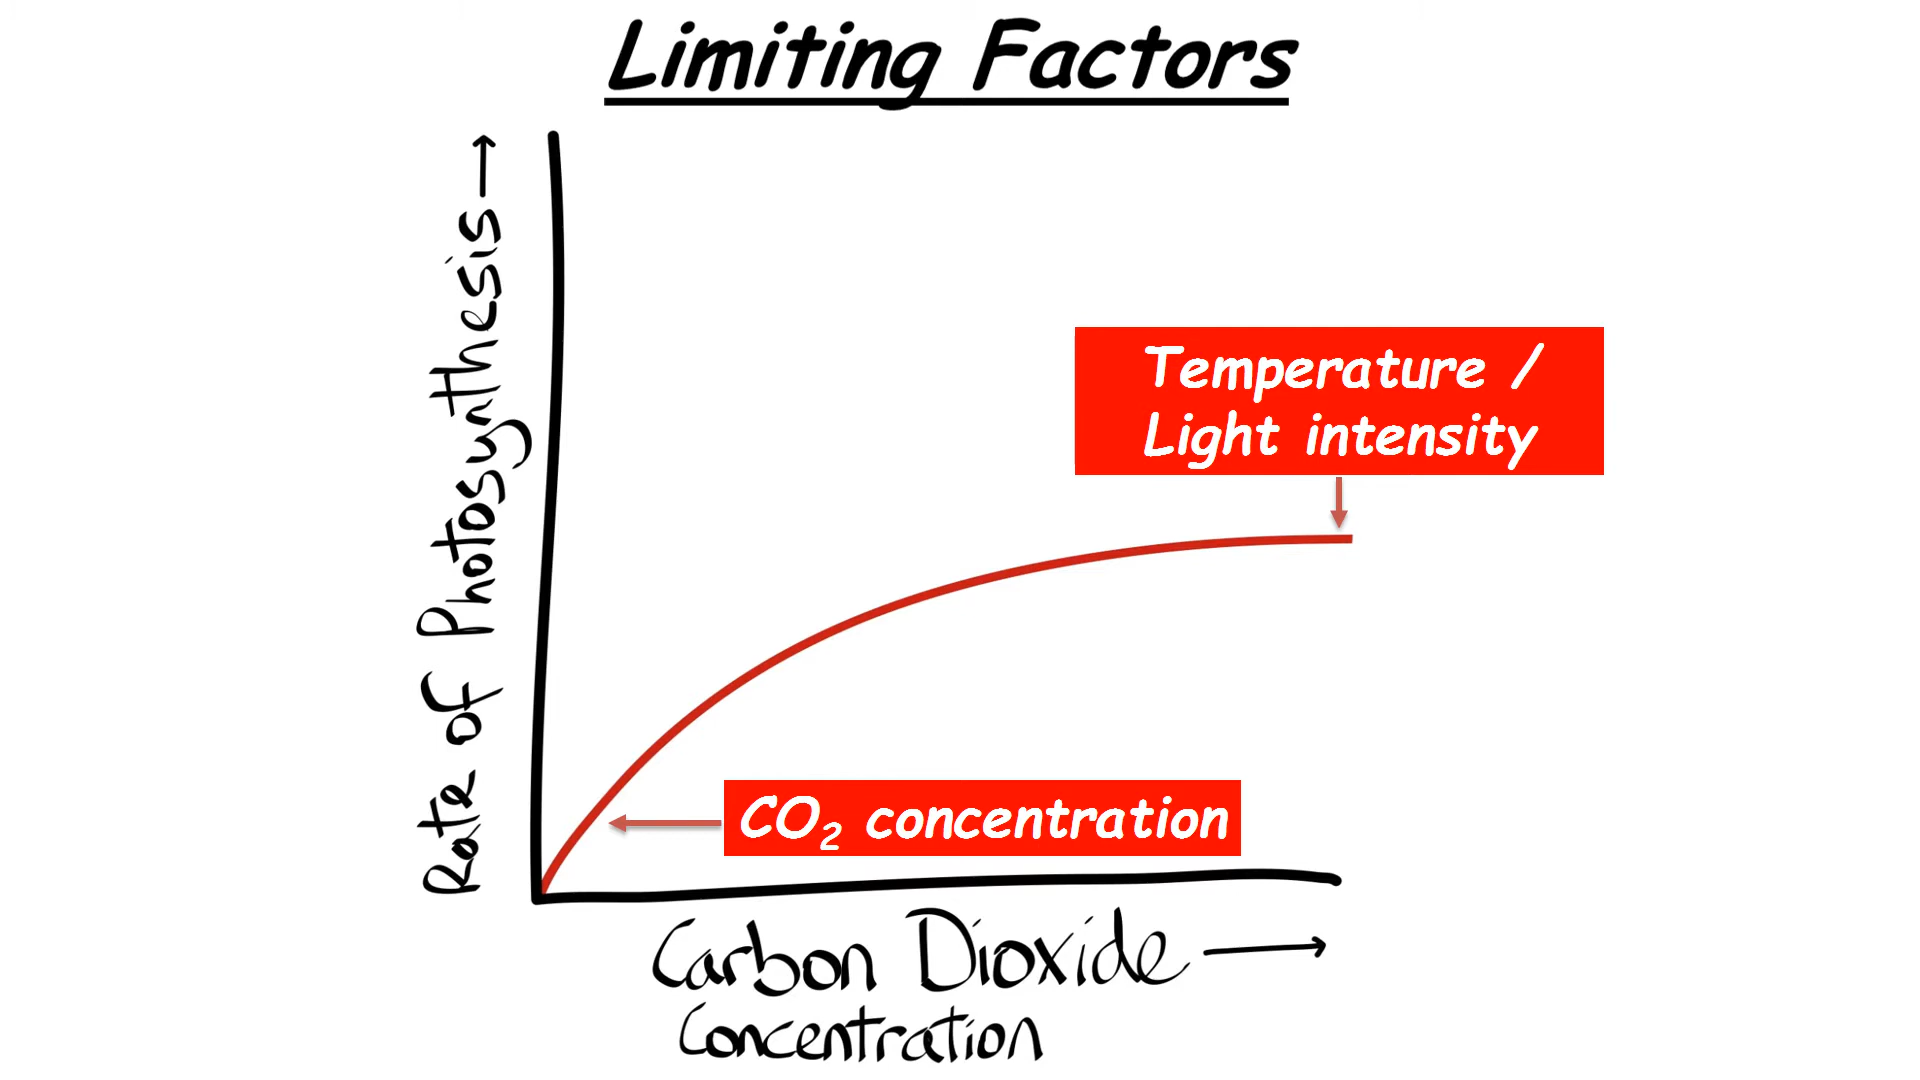 Limiting Factors
Rate of Photosynthesis →
Temperature /
Light intensity
CO₂ concentration
Carbon Dioxide →
Concentration